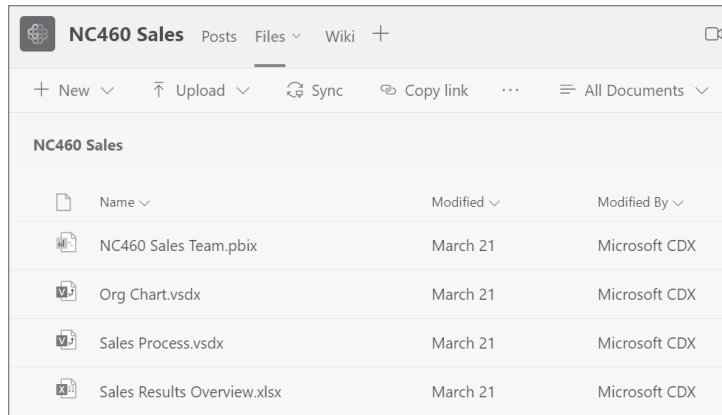 NC460 Sales Posts Files Wiki
New Upload Sync Copy link ... All Documents
NC460 Sales
Name Modified Modified By
NC460 Sales Team.pbix March 21 Microsoft CDX
Org Chart.vsdx March 21 Microsoft CDX
Sales Process.vsdx March 21 Microsoft CDX
Sales Results Overview.xlsx March 21 Microsoft CDX